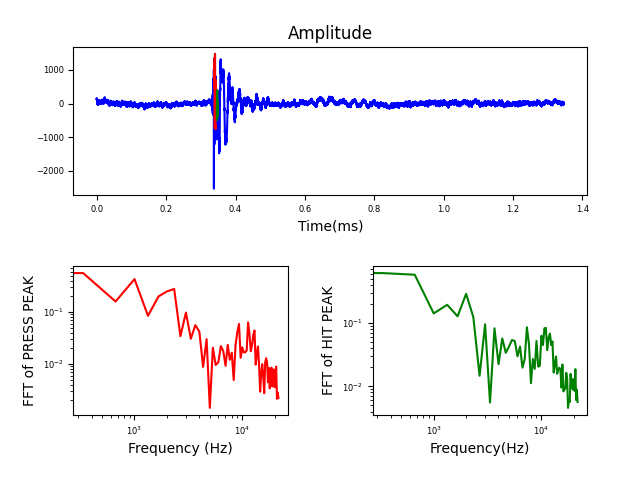 Amplitude
1000
0
−1000
−2000
0.0 0.2 0.4 0.6 0.8 1.0 1.2 1.4
Time(ms)
FFT of PRESS PEAK
10⁻¹
10⁻²
10³ 10⁴
Frequency (Hz)
FFT of HIT PEAK
10⁻¹
10⁻²
10³ 10⁴
Frequency(Hz)